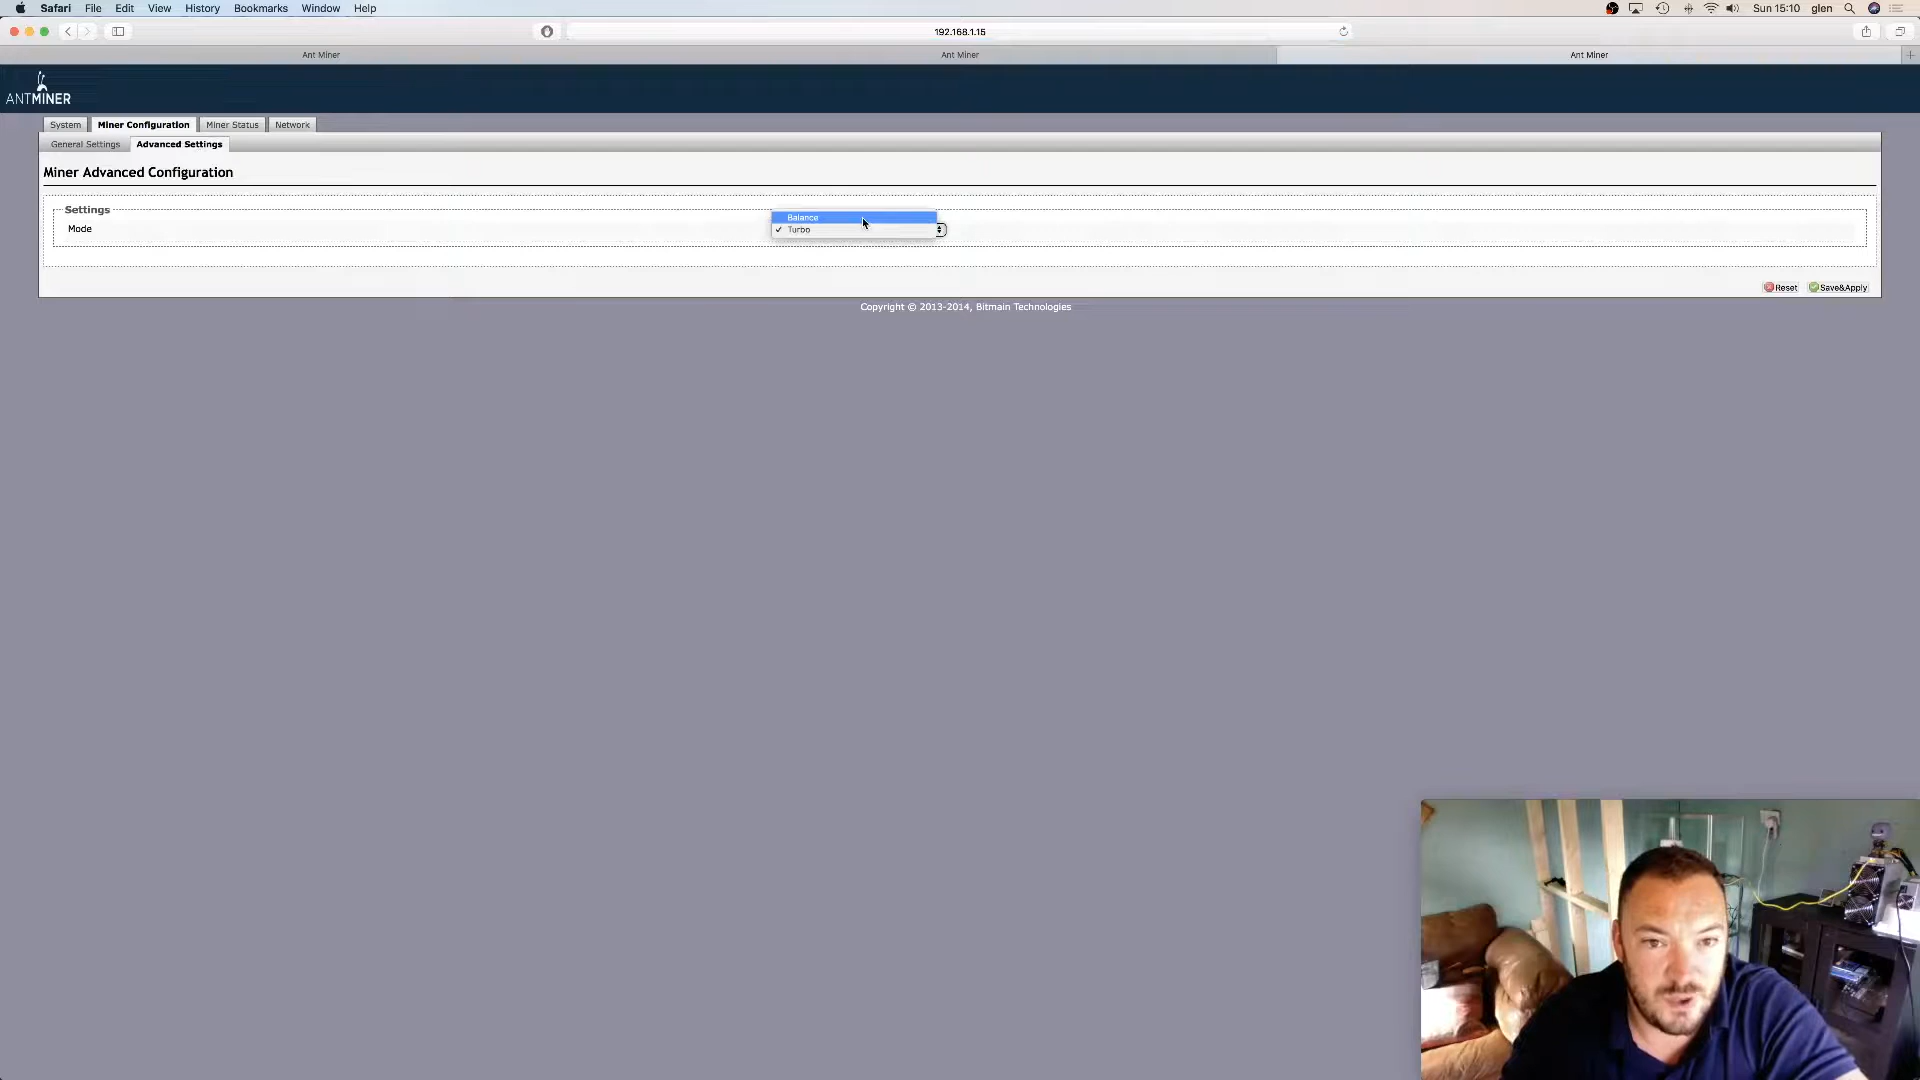 Safari File Edit View History Bookmarks Window Help Sun 15:10 glen
192.168.1.15
Ant Miner Ant Miner Ant Miner
ANTMINER
System Miner Configuration Miner Status Network
General Settings Advanced Settings
Miner Advanced Configuration
Settings
Balance
Mode ✓ Turbo
Reset Save&Apply
Copyright © 2013-2014, Bitmain Technologies